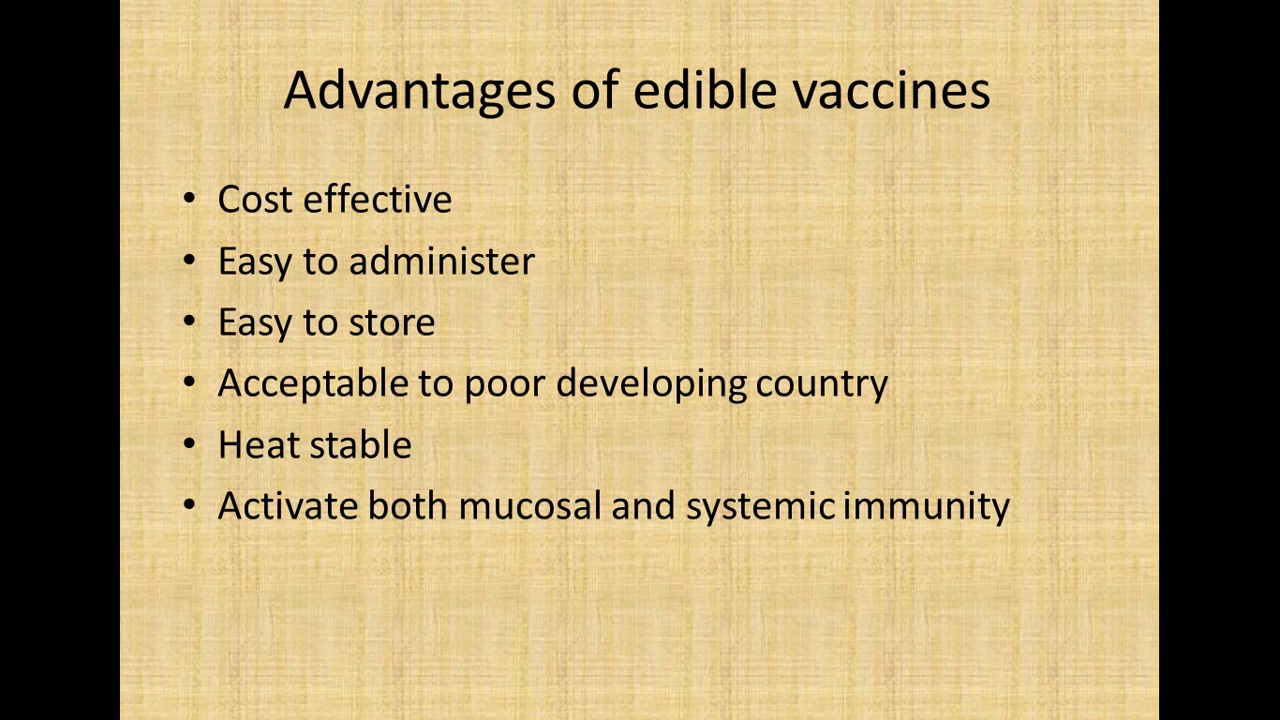 Advantages of edible vaccines
• Cost effective
• Easy to administer
• Easy to store
• Acceptable to poor developing country
• Heat stable
• Activate both mucosal and systemic immunity